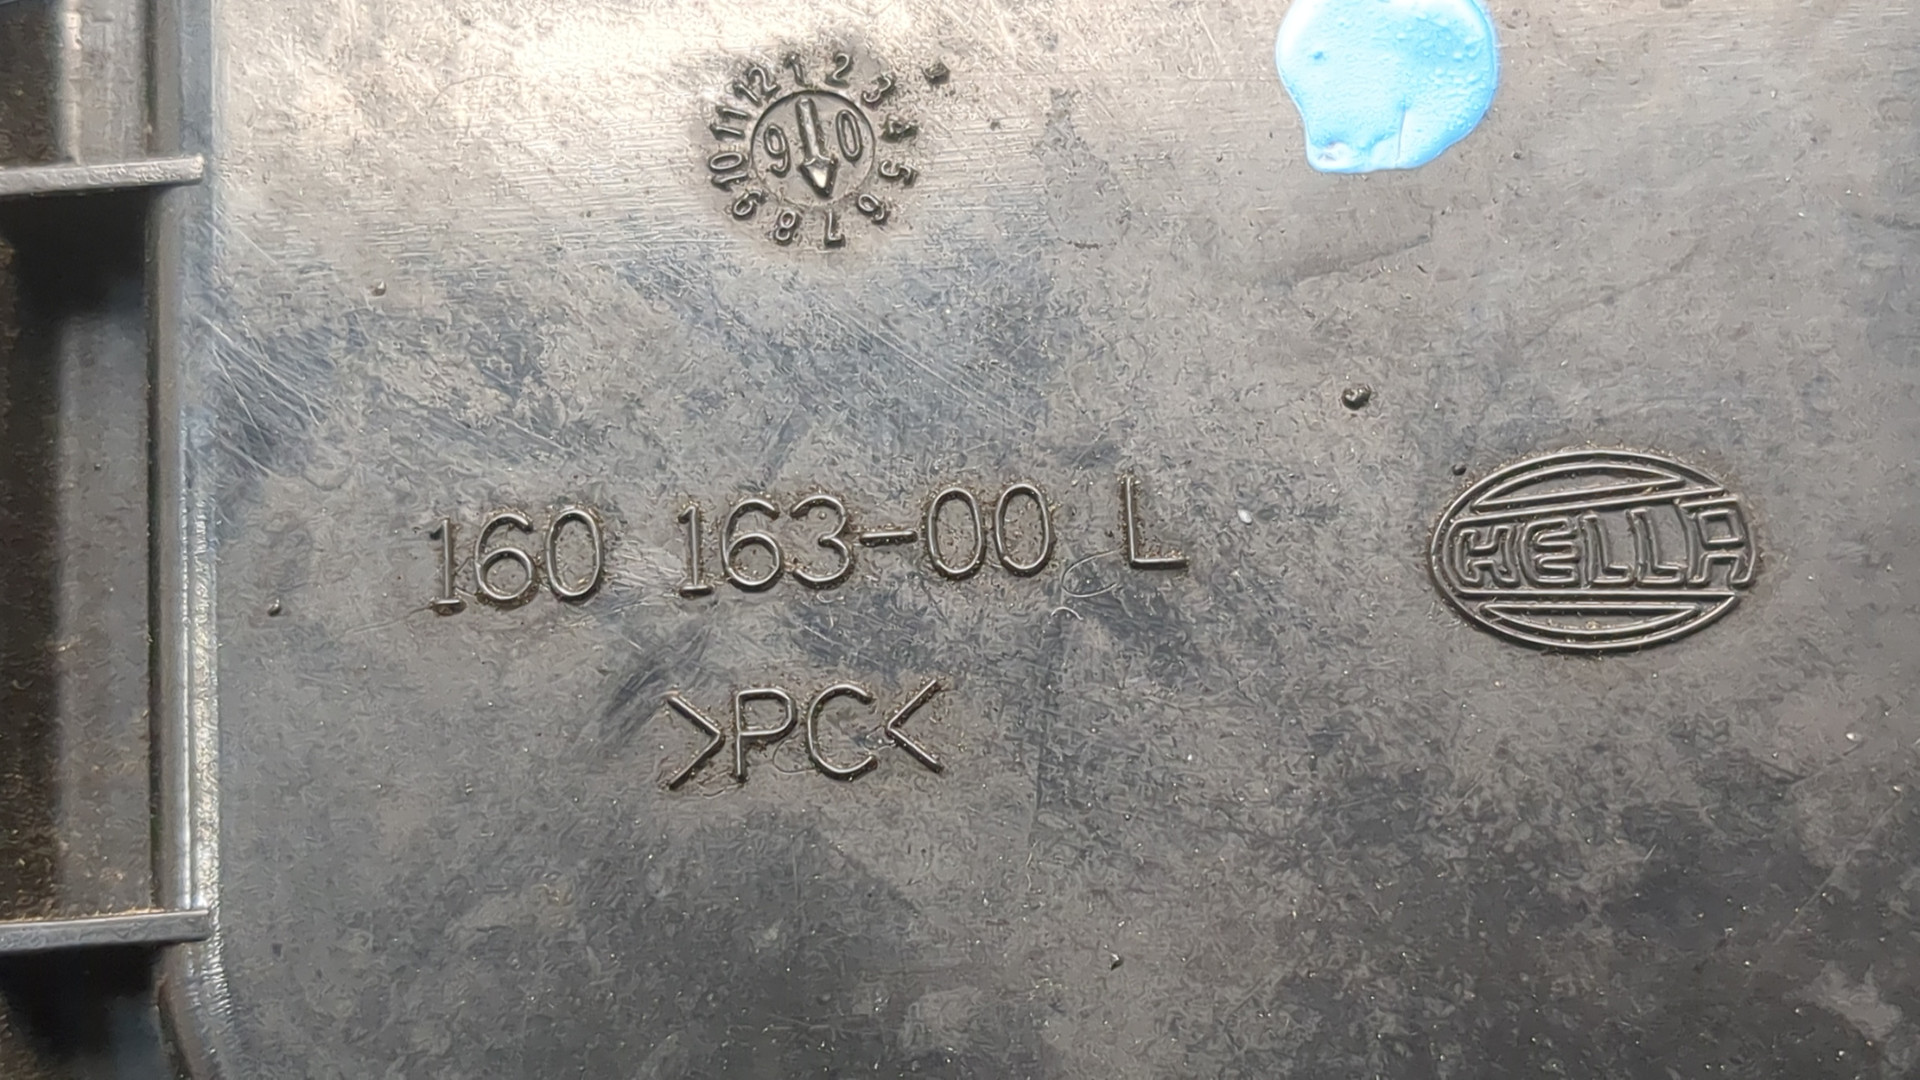 12 1 2 3 4 5 6 7 8 9 10 11
9 0
160 163-00 L
HELLA
>PC<